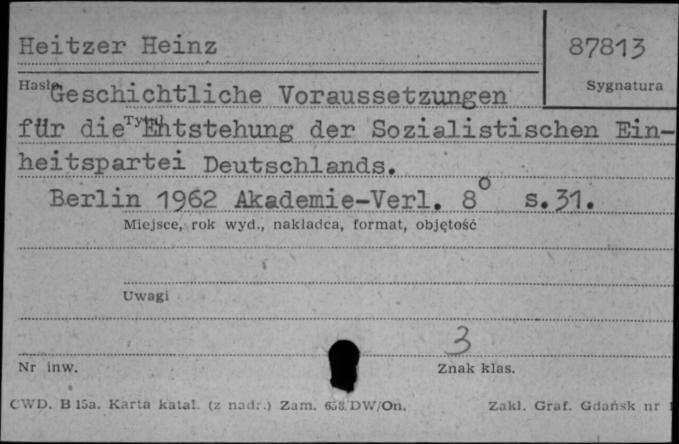 Heitzer Heinz
87813
Hasło
Sygnatura
Geschichtliche Voraussetzungen
Tytuł
für die Entstehung der Sozialistischen Ein-
heitspartei Deutschlands.
Berlin 1962 Akademie-Verl. 8° s.31.
Miejsce, rok wyd., nakładca, format, objętość
Uwagi
3
Nr inw.
Znak klas.
CWD. B 15a. Karta katal. (z nadr.) Zam. 658/DW/On.
Zakl. Graf. Gdańsk nr 1